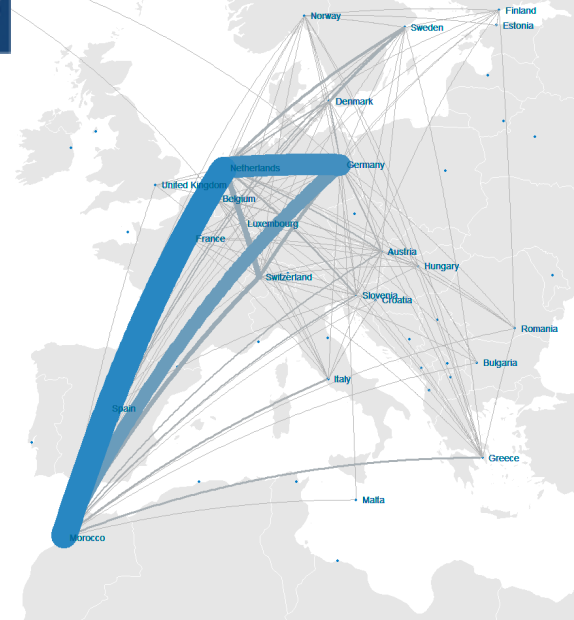 Norway
Finland
Sweden
Estonia
Denmark
Netherlands
Germany
United Kingdom
Belgium
Luxembourg
France
Austria
Switzerland
Hungary
Slovenia
Croatia
Romania
Bulgaria
Italy
Spain
Greece
Malta
Morocco